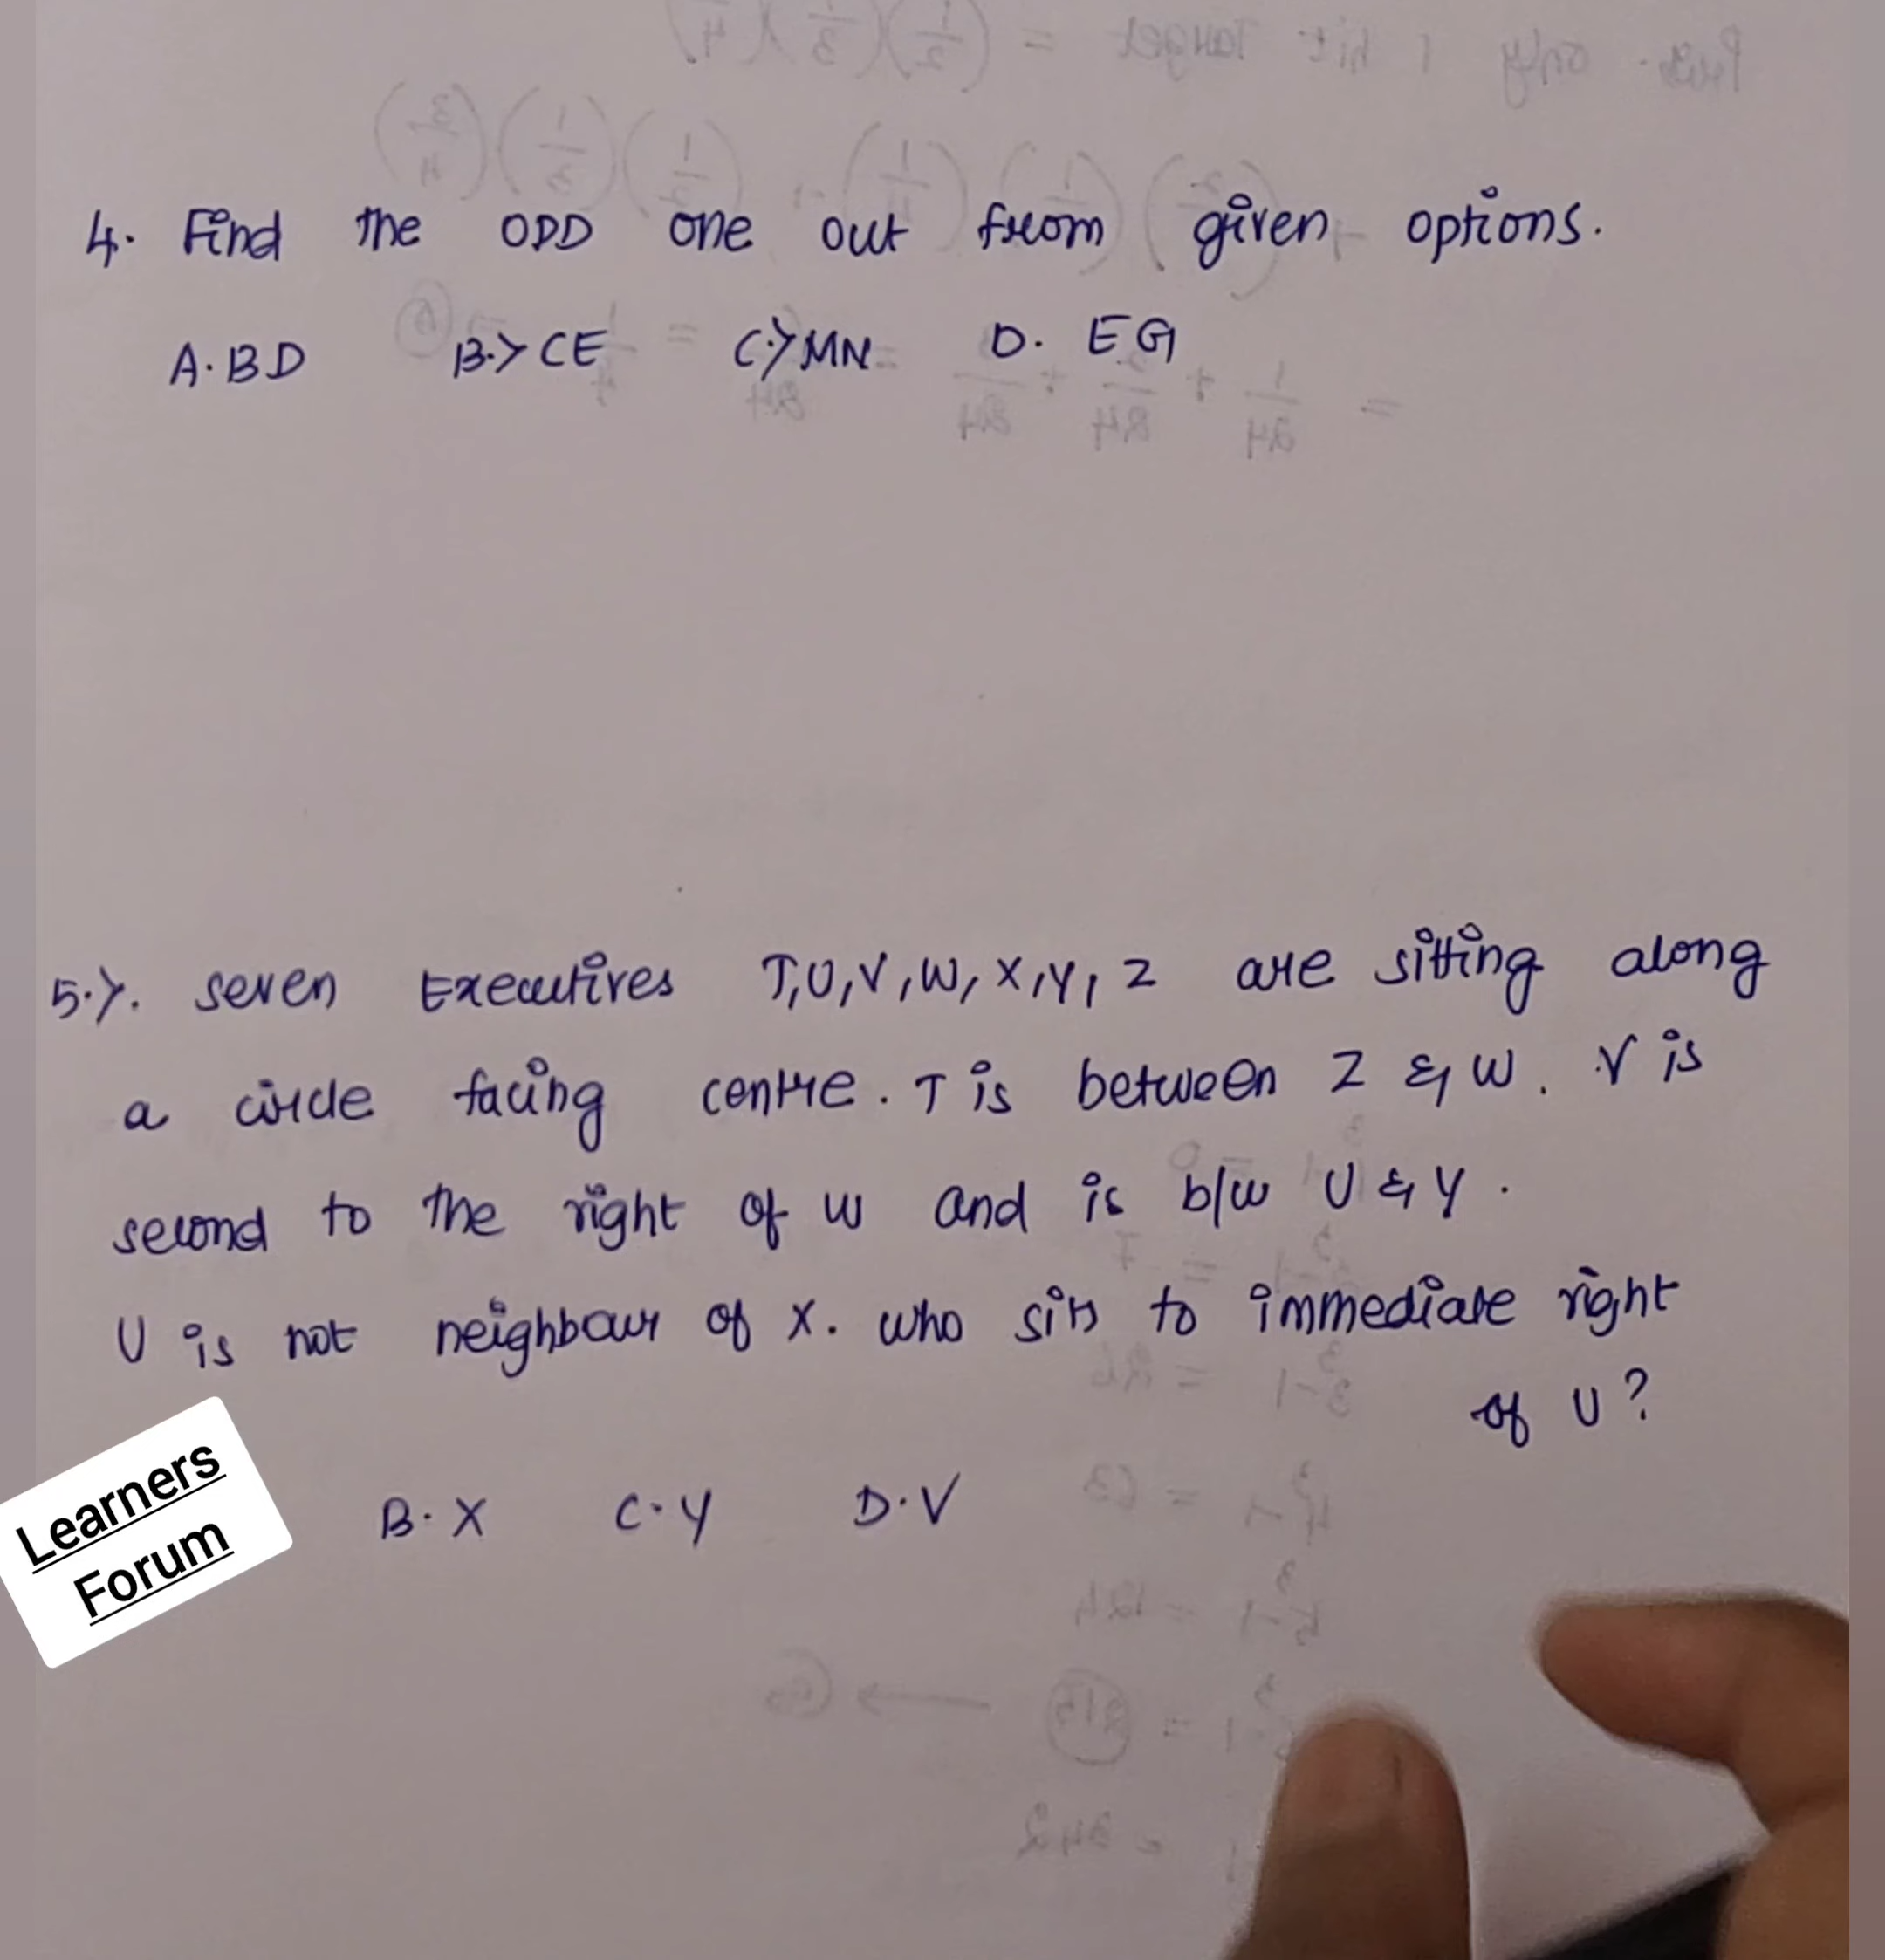 4. Find the ODD one out from given options.
A. BD B.> CE C.> MN D. EG
5.>. seven Executives T, U, V, W, X, Y, Z are sitting along
a circle facing centre. T is between Z & W. V is
second to the right of W and is b/w U & Y.
U is not neighbour of X. who sits to immediate right
of U?
B. X C. Y D. V
Learners
Forum